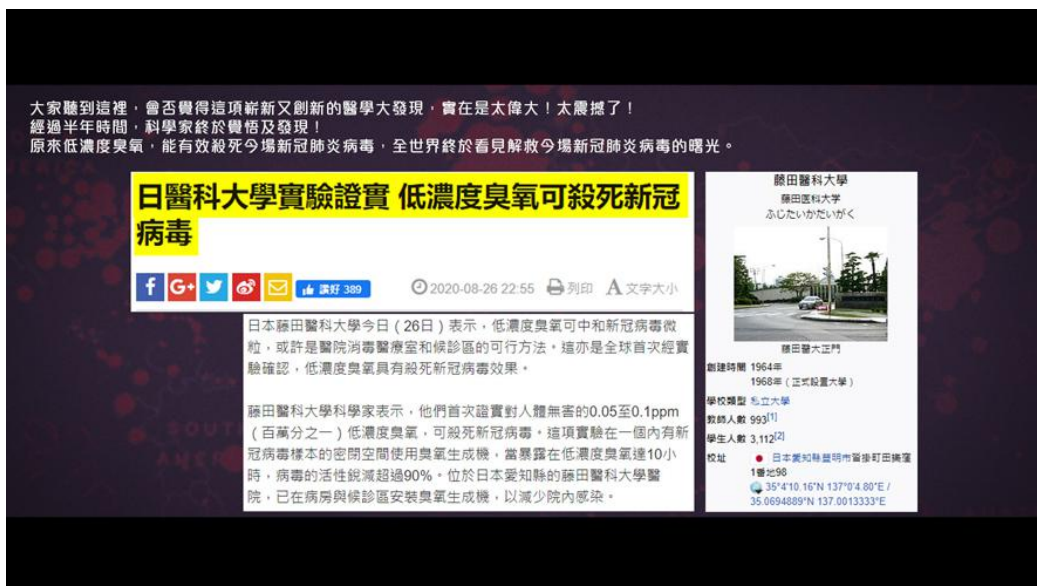 大家聽到這裡，會否覺得這項嶄新又創新的醫學大發現，實在是太偉大！太震撼了！
經過半年時間，科學家終於覺悟及發現！
原來低濃度臭氧，能有效殺死今場新冠肺炎病毒，全世界終於看見解救今場新冠肺炎病毒的曙光。
日醫科大學實驗證實 低濃度臭氧可殺死新冠
病毒
讚好 389
2020-08-26 22:55 列印 A 文字大小
日本藤田醫科大學今日（26日）表示，低濃度臭氧可中和新冠病毒微
粒，或許是醫院消毒醫療室和候診區的可行方法。這亦是全球首次經實
驗確認，低濃度臭氧具有殺死新冠病毒效果。
藤田醫科大學科學家表示，他們首次證實對人體無害的0.05至0.1ppm
（百萬分之一）低濃度臭氧，可殺死新冠病毒。這項實驗在一個內有新
冠病毒樣本的密閉空間使用臭氧生成機，當暴露在低濃度臭氧達10小
時，病毒的活性銳減超過90%。位於日本愛知縣的藤田醫科大學醫
院，已在病房與候診區安裝臭氧生成機，以減少院內感染。
藤田醫科大學
藤田医科大学
ふじたいかだいがく
藤田醫大正門
創建時間 1964年
1968年（正式設置大學）
學校類型 私立大學
教師人數 993[1]
學生人數 3,112[2]
校址 日本愛知縣豐明市沓掛町田樂窪
1番地98
35°4′10.16″N 137°0′4.80″E /
35.0694889°N 137.0013333°E
SOUTH
AMER